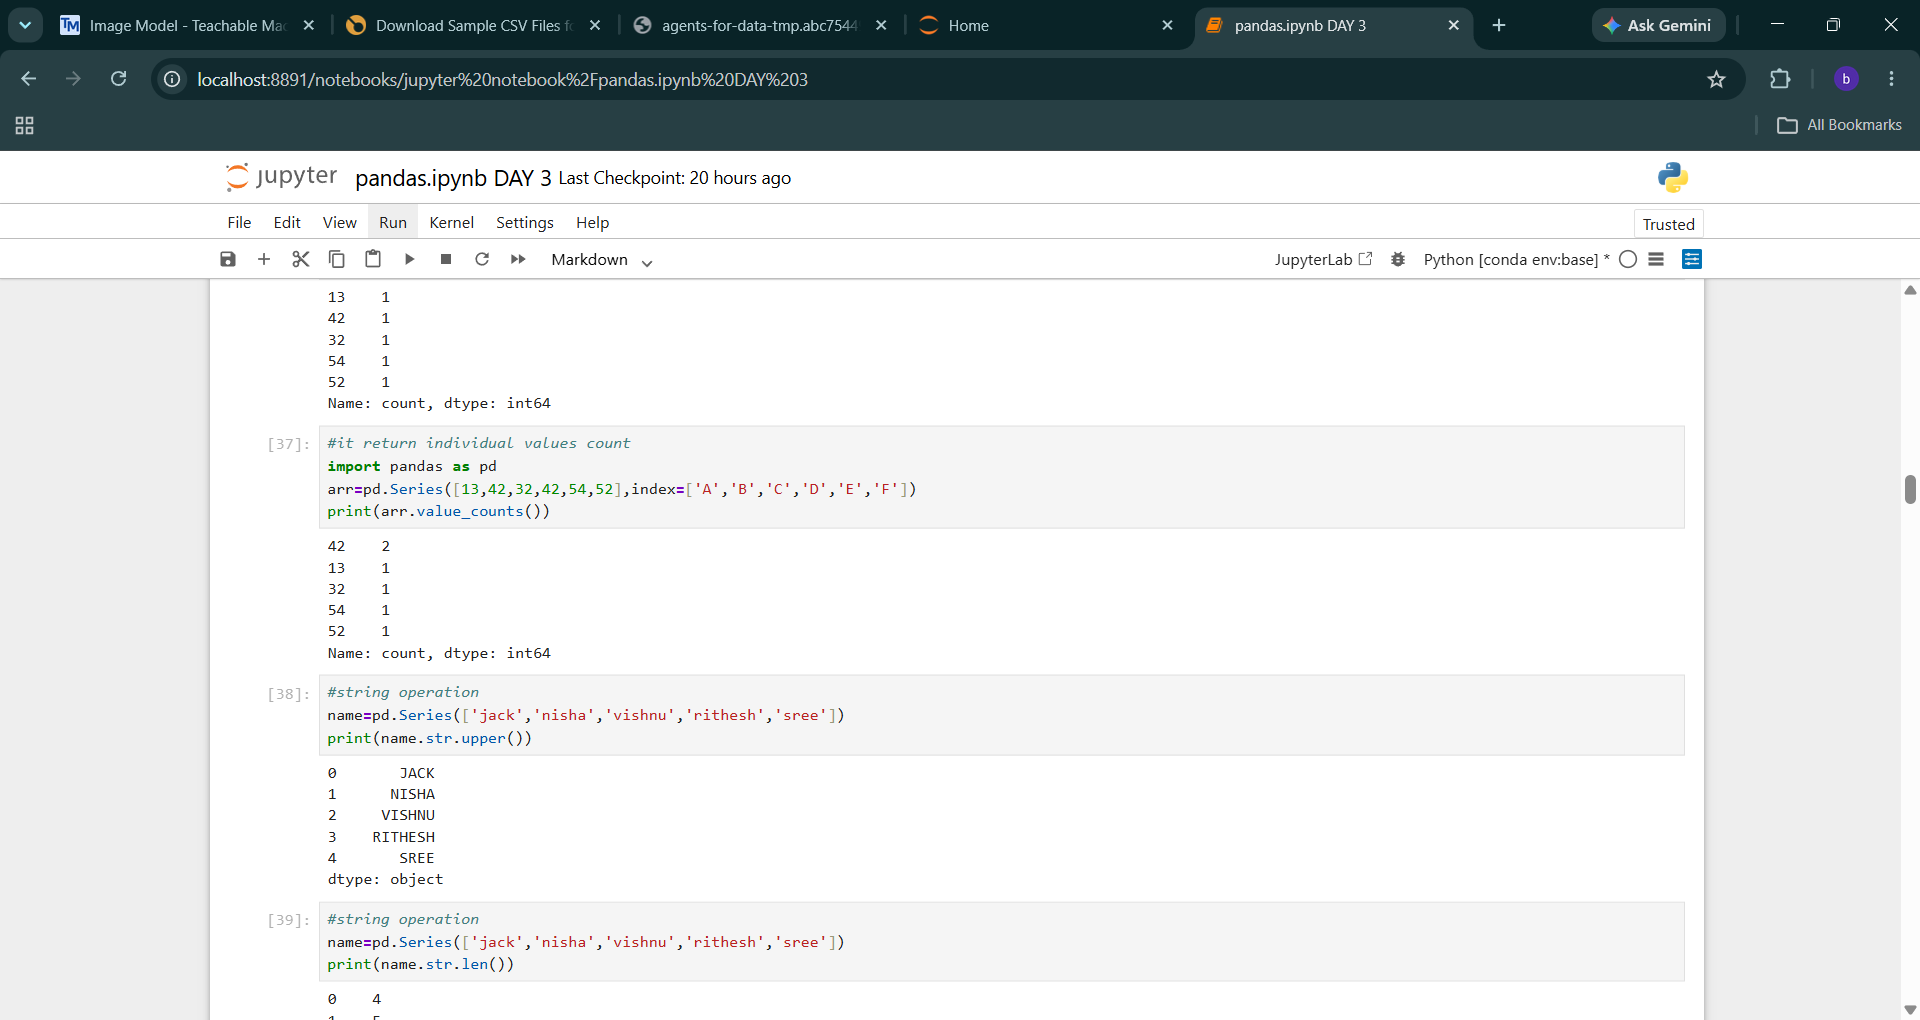 Image Model - Teachable Ma
Download Sample CSV Files f
agents-for-data-tmp.abc7544
Home
pandas.ipynb DAY 3
Ask Gemini
localhost:8891/notebooks/jupyter%20notebook%2Fpandas.ipynb%20DAY%203
b
All Bookmarks
jupyter pandas.ipynb DAY 3 Last Checkpoint: 20 hours ago
File Edit View Run Kernel Settings Help
Trusted
Markdown
JupyterLab
Python [conda env:base] *
13 1
42 1
32 1
54 1
52 1
Name: count, dtype: int64
[37]: #it return individual values count
import pandas as pd
arr=pd.Series([13,42,32,42,54,52],index=['A','B','C','D','E','F'])
print(arr.value_counts())
42 2
13 1
32 1
54 1
52 1
Name: count, dtype: int64
[38]: #string operation
name=pd.Series(['jack','nisha','vishnu','rithesh','sree'])
print(name.str.upper())
0 JACK
1 NISHA
2 VISHNU
3 RITHESH
4 SREE
dtype: object
[39]: #string operation
name=pd.Series(['jack','nisha','vishnu','rithesh','sree'])
print(name.str.len())
0 4